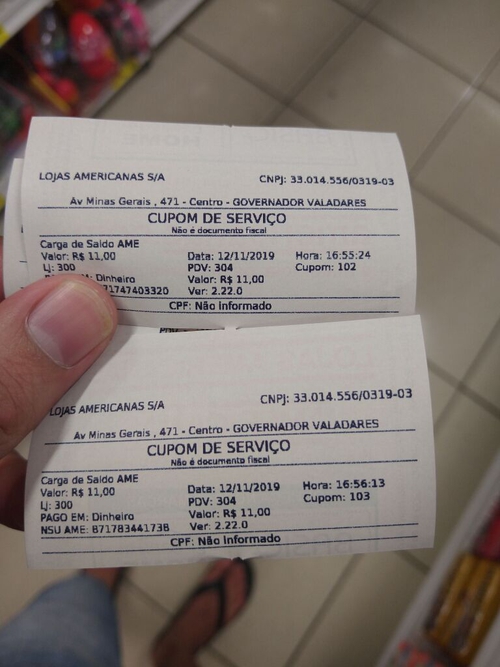 LOJAS AMERICANAS S/A CNPJ: 33.014.556/0319-03
Av Minas Gerais , 471 - Centro - GOVERNADOR VALADARES
CUPOM DE SERVIÇO
Não é documento fiscal
Carga de Saldo AME
Valor: R$ 11,00 Data: 12/11/2019 Hora: 16:55:24
Lj: 300 PDV: 304 Cupom: 102
EM: Dinheiro Valor: R$ 11,00
71747403320 Ver: 2.22.0
CPF: Não Informado
LOJAS AMERICANAS S/A CNPJ: 33.014.556/0319-03
Av Minas Gerais , 471 - Centro - GOVERNADOR VALADARES
CUPOM DE SERVIÇO
Não é documento fiscal
Carga de Saldo AME
Valor: R$ 11,00 Data: 12/11/2019 Hora: 16:56:13
Lj: 300 PDV: 304 Cupom: 103
PAGO EM: Dinheiro Valor: R$ 11,00
NSU AME: 871783441738 Ver: 2.22.0
CPF: Não Informado